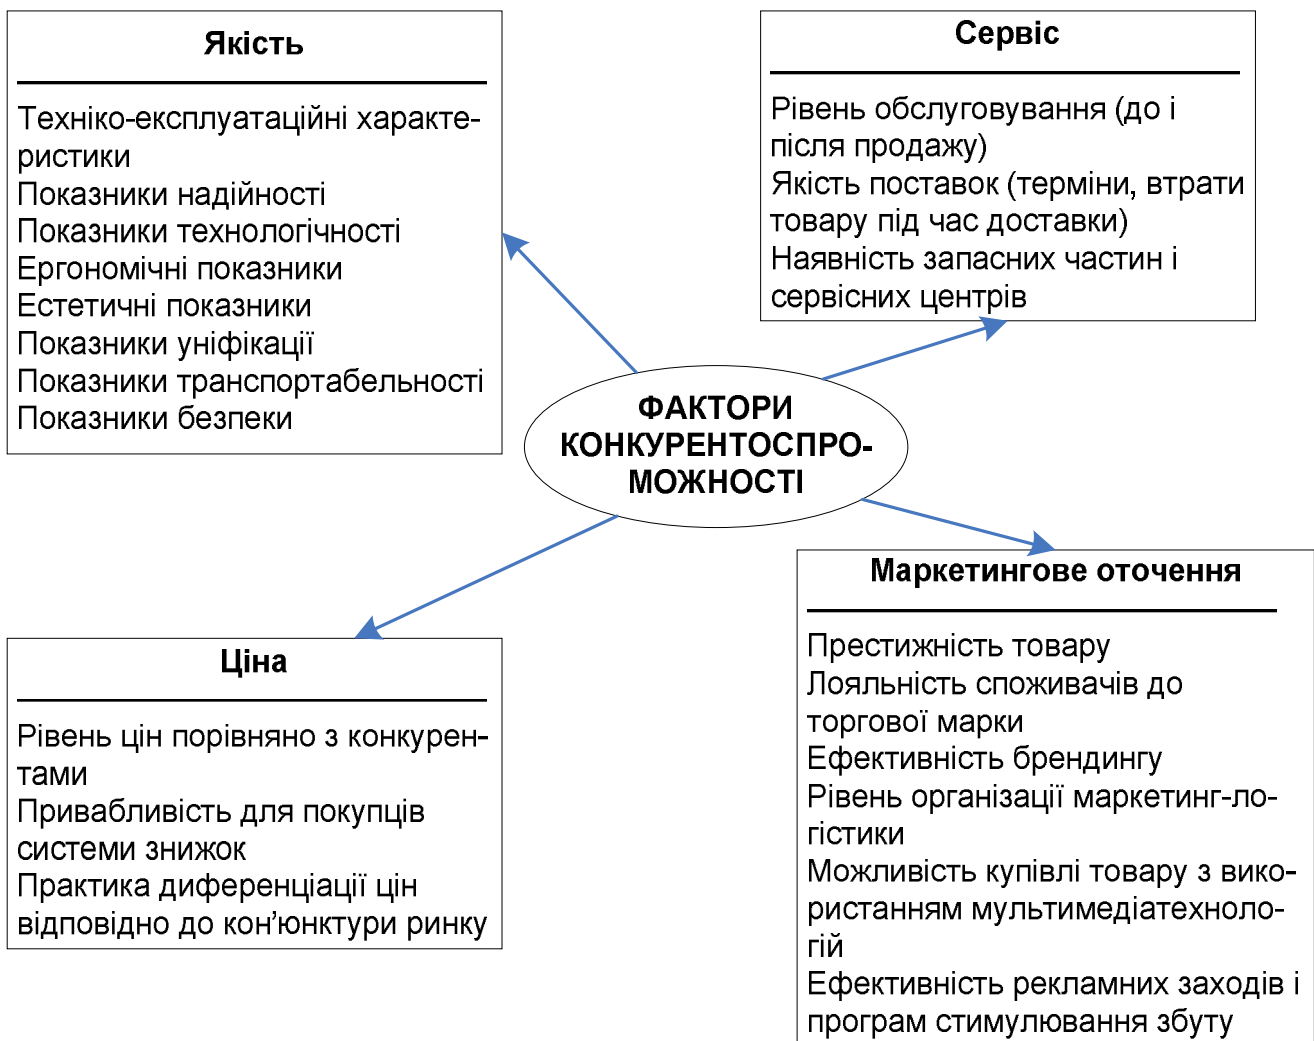 Якість
Техніко-експлуатаційні характе-
ристики
Показники надійності
Показники технологічності
Ергономічні показники
Естетичні показники
Показники уніфікації
Показники транспортабельності
Показники безпеки
Сервіс
Рівень обслуговування (до і
після продажу)
Якість поставок (терміни, втрати
товару під час доставки)
Наявність запасних частин і
сервісних центрів
ФАКТОРИ
КОНКУРЕНТОСПРО-
МОЖНОСТІ
Ціна
Рівень цін порівняно з конкурен-
тами
Привабливість для покупців
системи знижок
Практика диференціації цін
відповідно до кон’юнктури ринку
Маркетингове оточення
Престижність товару
Лояльність споживачів до
торгової марки
Ефективність брендингу
Рівень організації маркетинг-ло-
гістики
Можливість купівлі товару з вико-
ристанням мультимедіатехноло-
гій
Ефективність рекламних заходів і
програм стимулювання збуту